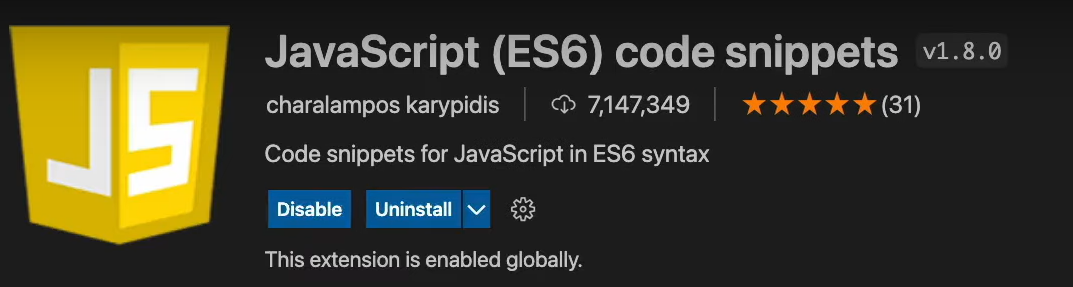 JS
JavaScript (ES6) code snippets v1.8.0
charalampos karypidis 7,147,349 (31)
Code snippets for JavaScript in ES6 syntax
Disable Uninstall
This extension is enabled globally.